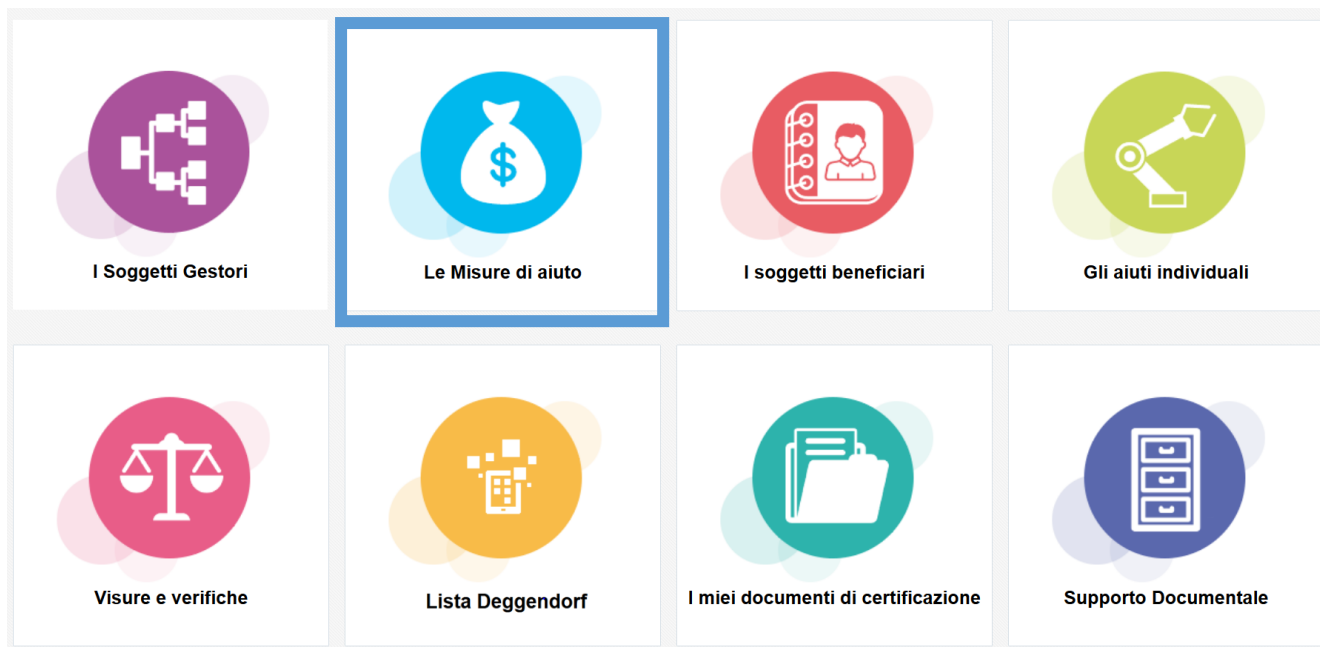 $
I Soggetti Gestori
Le Misure di aiuto
I soggetti beneficiari
Gli aiuti individuali
Visure e verifiche
Lista Deggendorf
I miei documenti di certificazione
Supporto Documentale